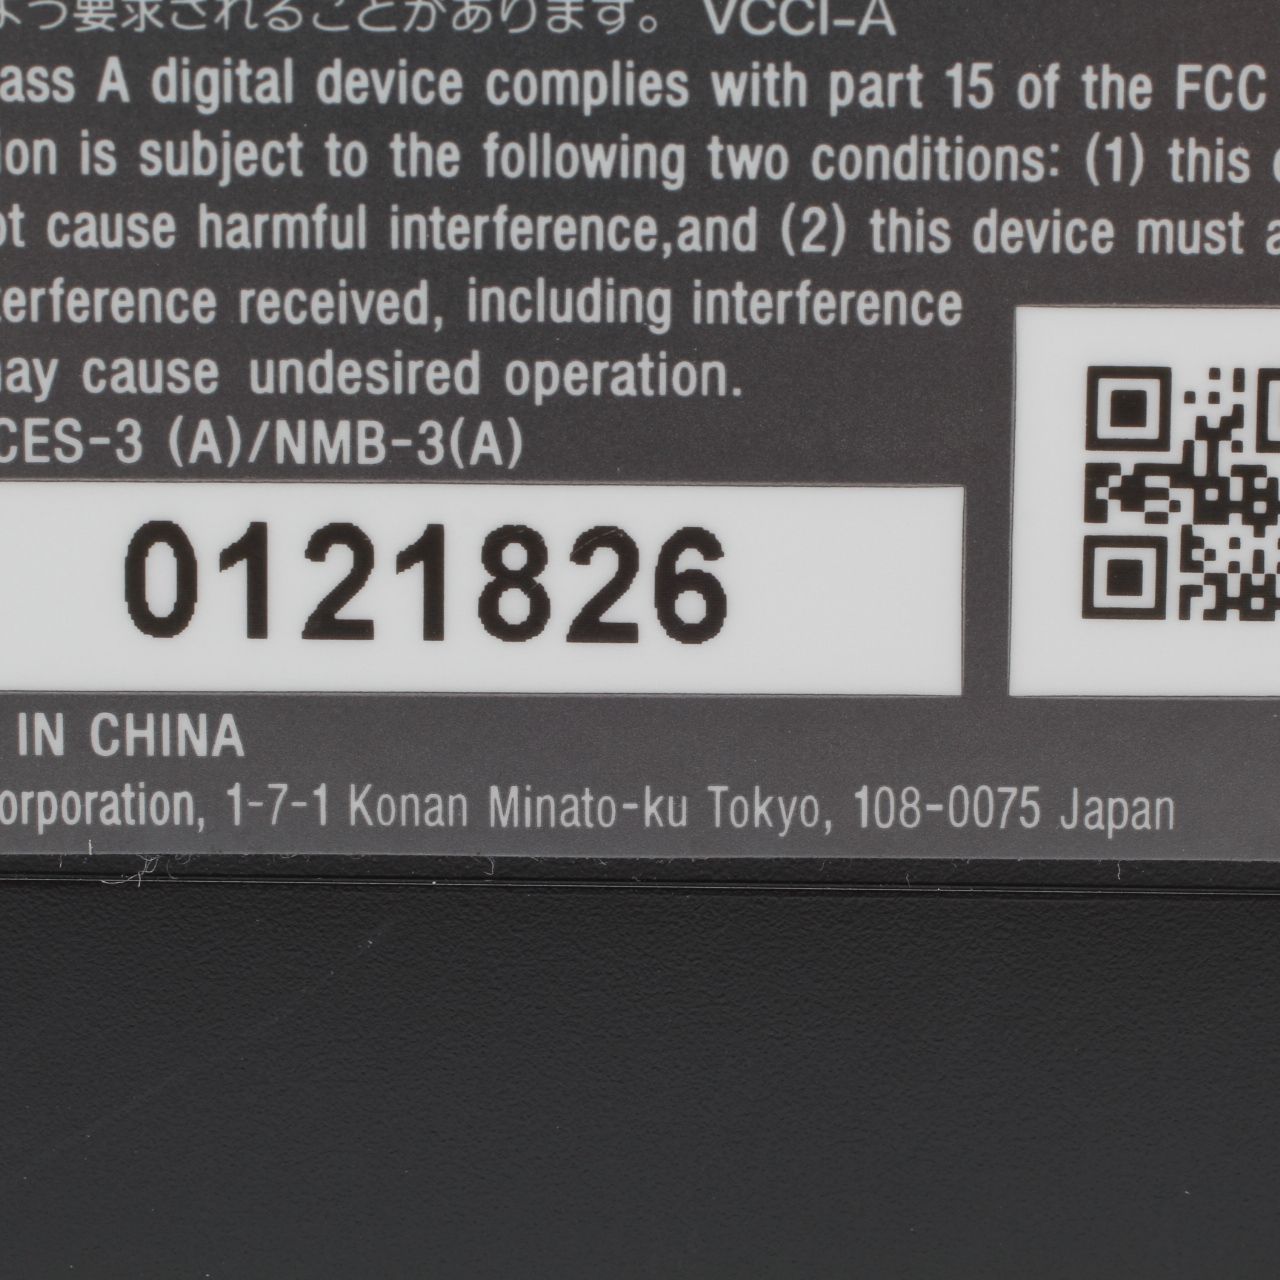 よう要求されることがあります。 VCCI-A
ass A digital device complies with part 15 of the FCC
ion is subject to the following two conditions: (1) this
ot cause harmful interference,and (2) this device must a
terference received, including interference
may cause undesired operation.
CES-3 (A)/NMB-3(A)
0121826
IN CHINA
orporation, 1-7-1 Konan Minato-ku Tokyo, 108-0075 Japan